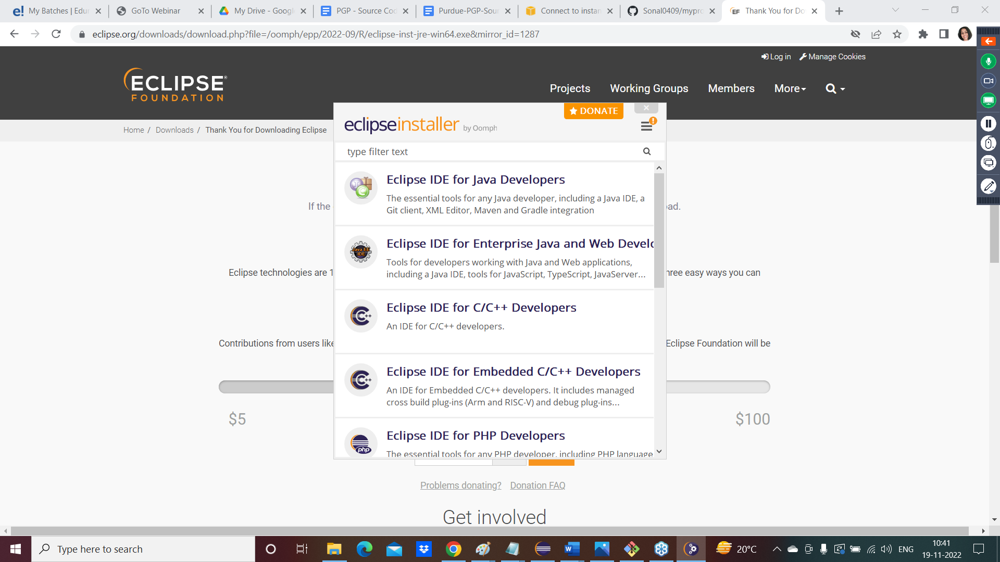 My Batches | Edur
GoTo Webinar
My Drive - Google
PGP - Source Cod
Purdue-PGP-Sour
Connect to instan
Sonal0409/mypro
EF Thank You for Do
eclipse.org/downloads/download.php?file=/oomph/epp/2022-09/R/eclipse-inst-jre-win64.exe&mirror_id=1287
Log in Manage Cookies
ECLIPSE
FOUNDATION
Projects Working Groups Members More
Home / Downloads / Thank You for Downloading Eclipse
DONATE
eclipseinstaller by Oomph
type filter text
Eclipse IDE for Java Developers
The essential tools for any Java developer, including a Java IDE, a
Git client, XML Editor, Maven and Gradle integration
If the
ad.
Eclipse IDE for Enterprise Java and Web Develo
Java EE
IDE
Tools for developers working with Java and Web applications,
including a Java IDE, tools for JavaScript, TypeScript, JavaServer...
Eclipse technologies are 1
hree easy ways you can
Eclipse IDE for C/C++ Developers
An IDE for C/C++ developers.
Contributions from users like
Eclipse Foundation will be
Eclipse IDE for Embedded C/C++ Developers
An IDE for Embedded C/C++ developers. It includes managed
cross build plug-ins (Arm and RISC-V) and debug plug-ins...
$5
$100
Eclipse IDE for PHP Developers
php
The essential tools for any PHP developer, including PHP language
Problems donating? Donation FAQ
Get involved
Type here to search
20°C
ENG
10:41
19-11-2022